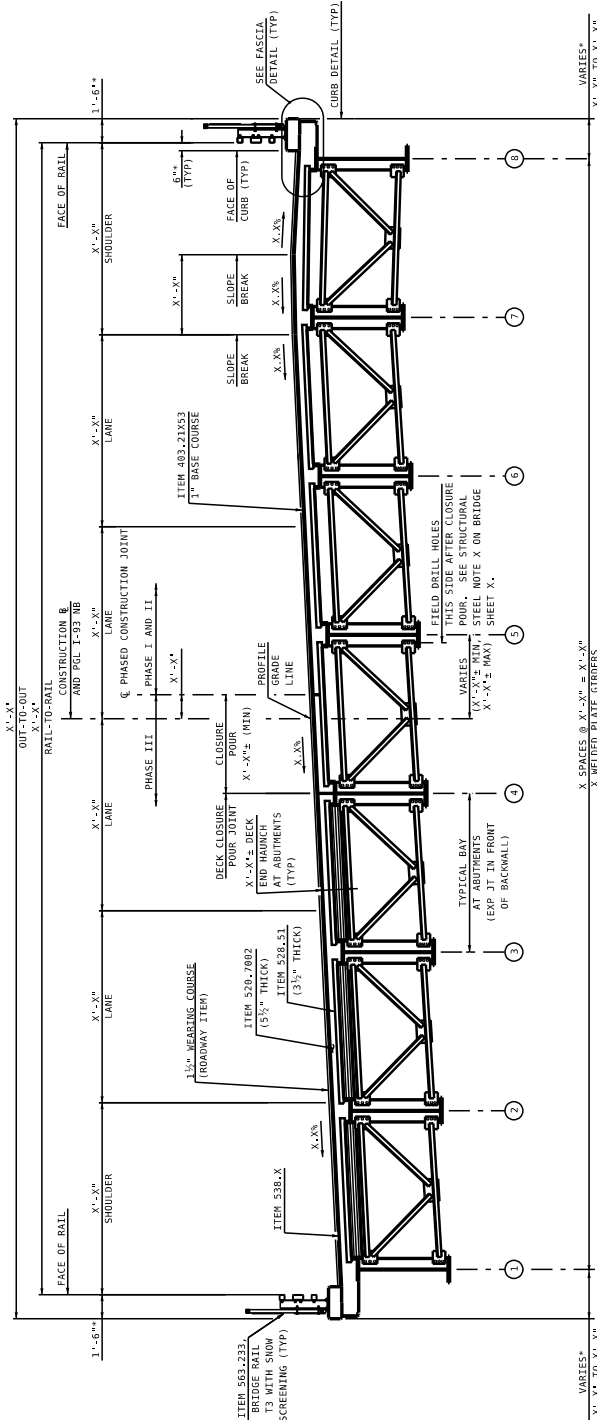 X'-X"
OUT-TO-OUT
X'-X"
RAIL-TO-RAIL
1'-6"*
FACE OF RAIL
CONSTRUCTION ℄
AND PGL I-93 NB
FACE OF RAIL
1'-6"*
X'-X"
SHOULDER
X'-X"
LANE
X'-X"
LANE
X'-X"
LANE
X'-X"
LANE
X'-X"
SHOULDER
℄ PHASED CONSTRUCTION JOINT
PHASE III
PHASE I AND II
X'-X"
X'-X"
6"*
(TYP)
DECK CLOSURE
POUR JOINT
CLOSURE
POUR
X'-X"± (MIN)
SLOPE
BREAK
SLOPE
BREAK
FACE OF
CURB (TYP)
SEE FASCIA
DETAIL (TYP)
CURB DETAIL (TYP)
ITEM 563.233,
BRIDGE RAIL
T3 WITH SNOW
SCREENING (TYP)
ITEM 538.X
1½" WEARING COURSE
(ROADWAY ITEM)
ITEM 520.7002
(5½" THICK)
ITEM 528.51
(3½" THICK)
X'-X"± DECK
END HAUNCH
AT ABUTMENTS
(TYP)
PROFILE
GRADE
LINE
ITEM 403.21X53
1" BASE COURSE
X.X%
X.X%
X.X%
X.X%
X.X%
TYPICAL BAY
AT ABUTMENTS
(EXP JT IN FRONT
OF BACKWALL)
VARIES
(X'-X"± MIN,
X'-X"± MAX)
FIELD DRILL HOLES
THIS SIDE AFTER CLOSURE
POUR. SEE STRUCTURAL
STEEL NOTE X ON BRIDGE
SHEET X.
1
2
3
4
5
6
7
8
VARIES*
X SPACES @ X'-X" = X'-X"
X WELDED PLATE GIRDERS
VARIES*